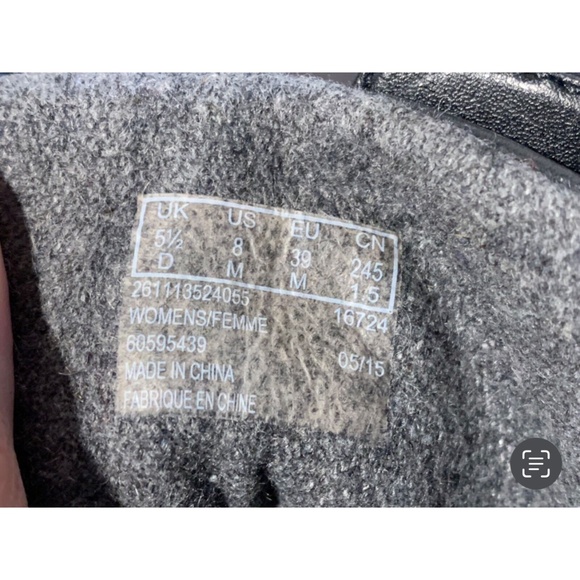 UK US EU CN
5½ 8 39 245
D M M 1.5
261113524055
WOMENS/FEMME 16724
60595439 05/15
MADE IN CHINA
FABRIQUE EN CHINE